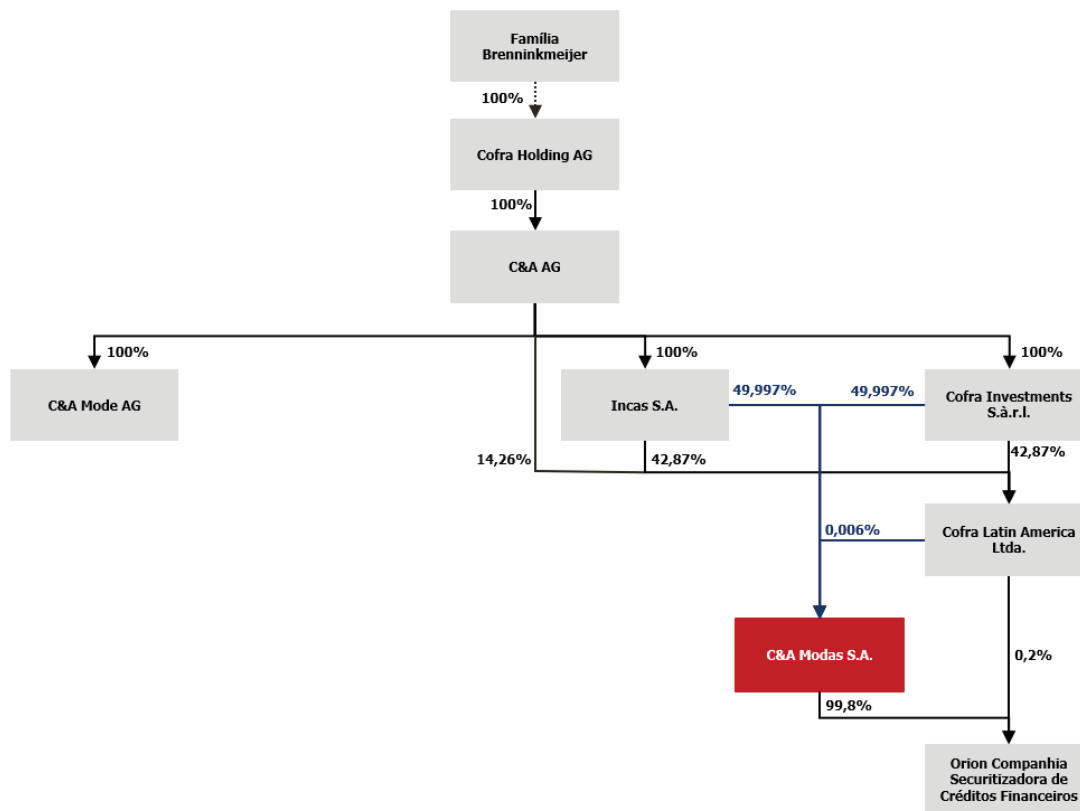 Família
Brenninkmeijer
100%
Cofra Holding AG
100%
C&A AG
100%
100%
100%
C&A Mode AG
Incas S.A.
49,997%
49,997%
Cofra Investments
S.à.r.l.
14,26%
42,87%
42,87%
0,006%
Cofra Latin America
Ltda.
C&A Modas S.A.
0,2%
99,8%
Orion Companhia
Securitizadora de
Créditos Financeiros